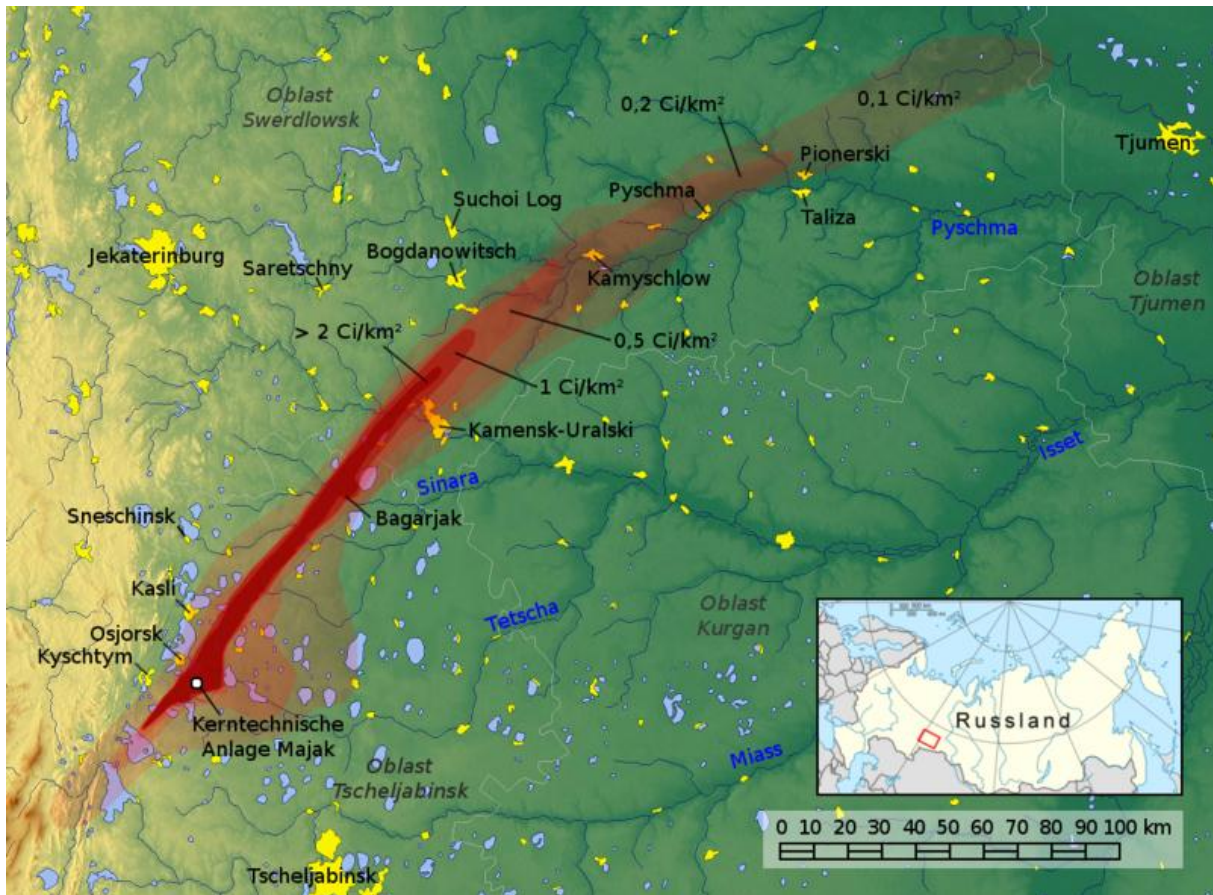 Oblast
Swerdlowsk
0,2 Ci/km²
0,1 Ci/km²
Tjumen
Pionerski
Suchoi Log
Pyschma
Taliza
Pyschma
Jekaterinburg
Saretschny
Bogdanowitsch
Kamyschlow
Oblast
Tjumen
> 2 Ci/km²
0,5 Ci/km²
1 Ci/km²
Kamensk-Uralski
Isset
Sinara
Sneschinsk
Bagarjak
Kasli
Tetscha
Oblast
Kurgan
Osjorsk
Kyschtym
Kerntechnische
Anlage Majak
Russland
Miass
Oblast
Tscheljabinsk
0 10 20 30 40 50 60 70 80 90 100 km
Tscheljabinsk